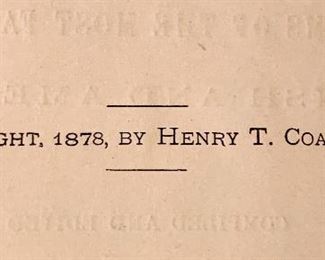 GHT, 1878, BY HENRY T. COA